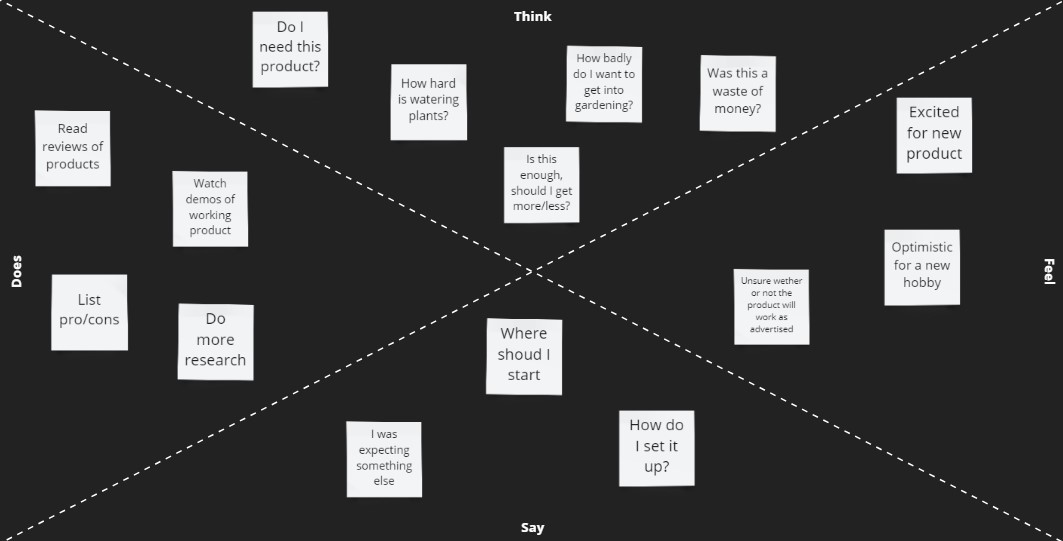 Think
Do I
need this
product?
How hard
is watering
plants?
How badly
do I want to
get into
gardening?
Was this a
waste of
money?
Is this
enough,
should I get
more/less?
Does
Read
reviews of
products
Watch
demos of
working
product
List
pro/cons
Do
more
research
Feel
Excited
for new
product
Optimistic
for a new
hobby
Unsure wether
or not the
product will
work as
advertised
Where
shoud I
start
I was
expecting
something
else
How do
I set it
up?
Say